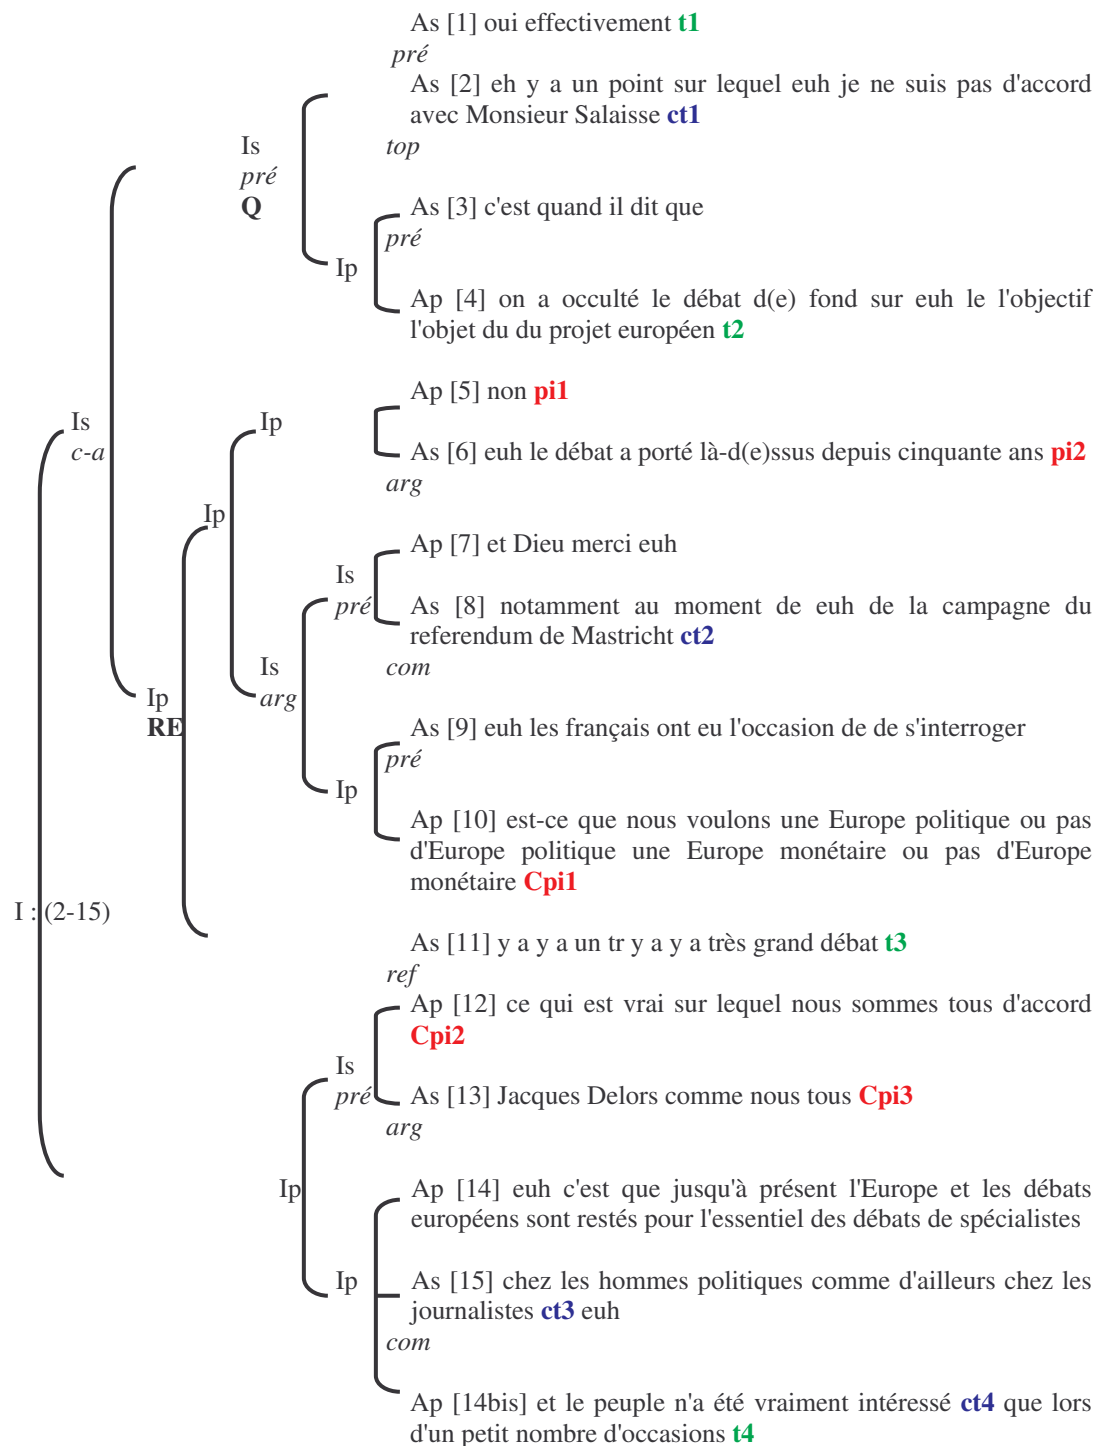 As [1] oui effectivement t1
pré
As [2] eh y a un point sur lequel euh je ne suis pas d'accord
avec Monsieur Salaisse ct1
Is
top
pré
Q
As [3] c'est quand il dit que
pré
Ip
Ap [4] on a occulté le débat d(e) fond sur euh le l'objectif
l'objet du du projet européen t2
Ap [5] non pi1
Is
Ip
c-a
As [6] euh le débat a porté là-d(e)ssus depuis cinquante ans pi2
arg
Ip
Ap [7] et Dieu merci euh
Is
pré
As [8] notamment au moment de euh de la campagne du
referendum de Mastricht ct2
Is
com
arg
Ip
RE
As [9] euh les français ont eu l'occasion de de s'interroger
pré
Ip
Ap [10] est-ce que nous voulons une Europe politique ou pas
d'Europe politique une Europe monétaire ou pas d'Europe
monétaire Cpi1
I : (2-15)
As [11] y a y a un tr y a y a très grand débat t3
ref
Ap [12] ce qui est vrai sur lequel nous sommes tous d'accord
Cpi2
Is
pré
As [13] Jacques Delors comme nous tous Cpi3
arg
Ip
Ap [14] euh c'est que jusqu'à présent l'Europe et les débats
européens sont restés pour l'essentiel des débats de spécialistes
Ip
As [15] chez les hommes politiques comme d'ailleurs chez les
journalistes ct3 euh
com
Ap [14bis] et le peuple n'a été vraiment intéressé ct4 que lors
d'un petit nombre d'occasions t4